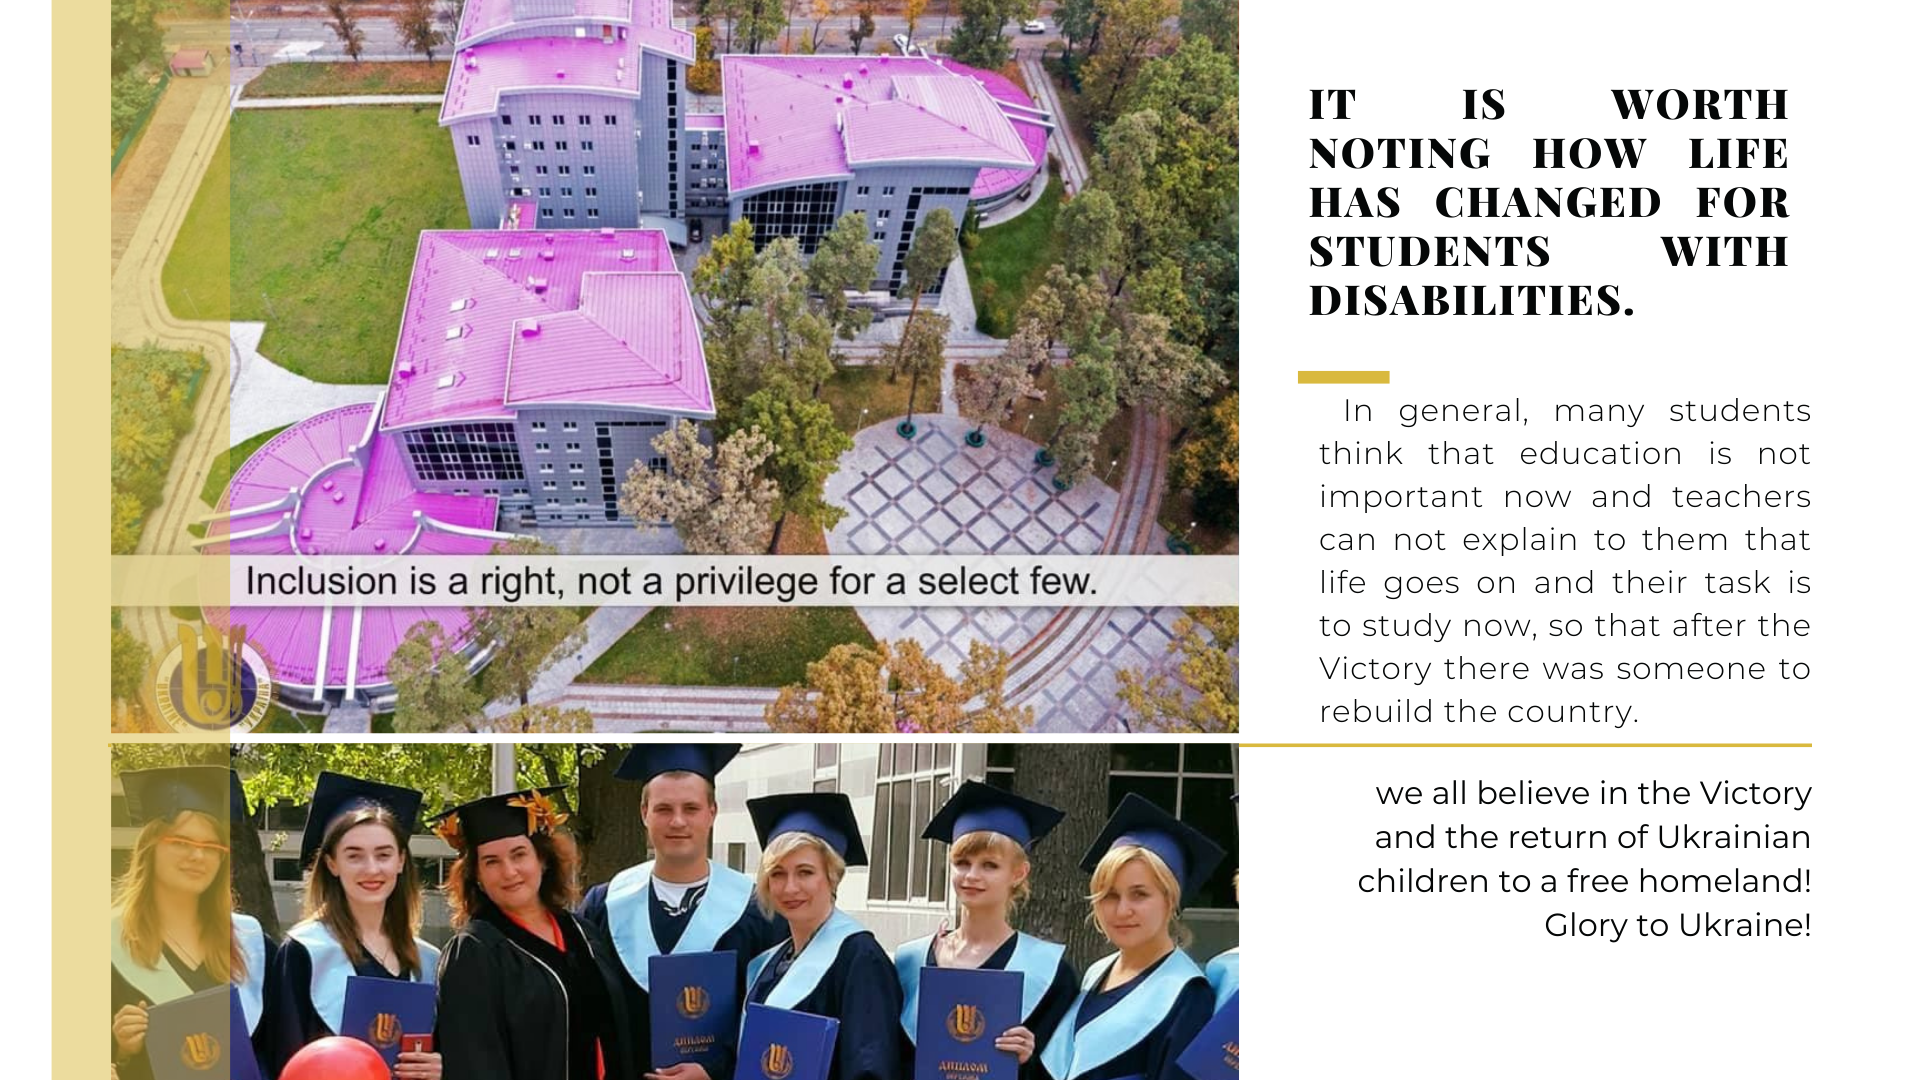 IT IS WORTH
NOTING HOW LIFE
HAS CHANGED FOR
STUDENTS WITH
DISABILITIES.
In general, many students
think that education is not
important now and teachers
can not explain to them that
life goes on and their task is
to study now, so that after the
Victory there was someone to
rebuild the country.
we all believe in the Victory
and the return of Ukrainian
children to a free homeland!
Glory to Ukraine!
Inclusion is a right, not a privilege for a select few.
ДИПЛОМ
DIPLOMA
ДИПЛОМ
DIPLOMA